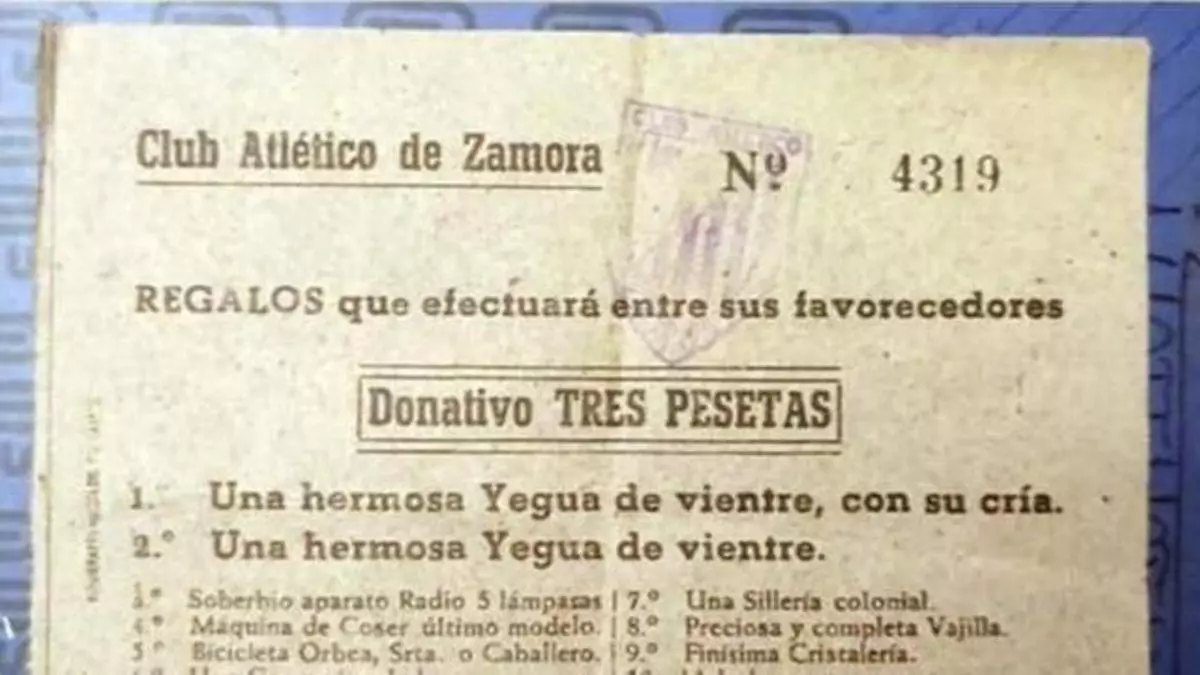 Club Atlético de Zamora
Nº 4319
REGALOS que efectuará entre sus favorecedores
Donativo TRES PESETAS
1.º Una hermosa Yegua de vientre, con su cría.
2.º Una hermosa Yegua de vientre.
3.º Soberbio aparato Radio 5 lámparas
4.º Máquina de Coser último modelo.
5.º Bicicleta Orbea, Srta. o Caballero.
7.º Una Sillería colonial.
8.º Preciosa y completa Vajilla.
9.º Finísima Cristalería.